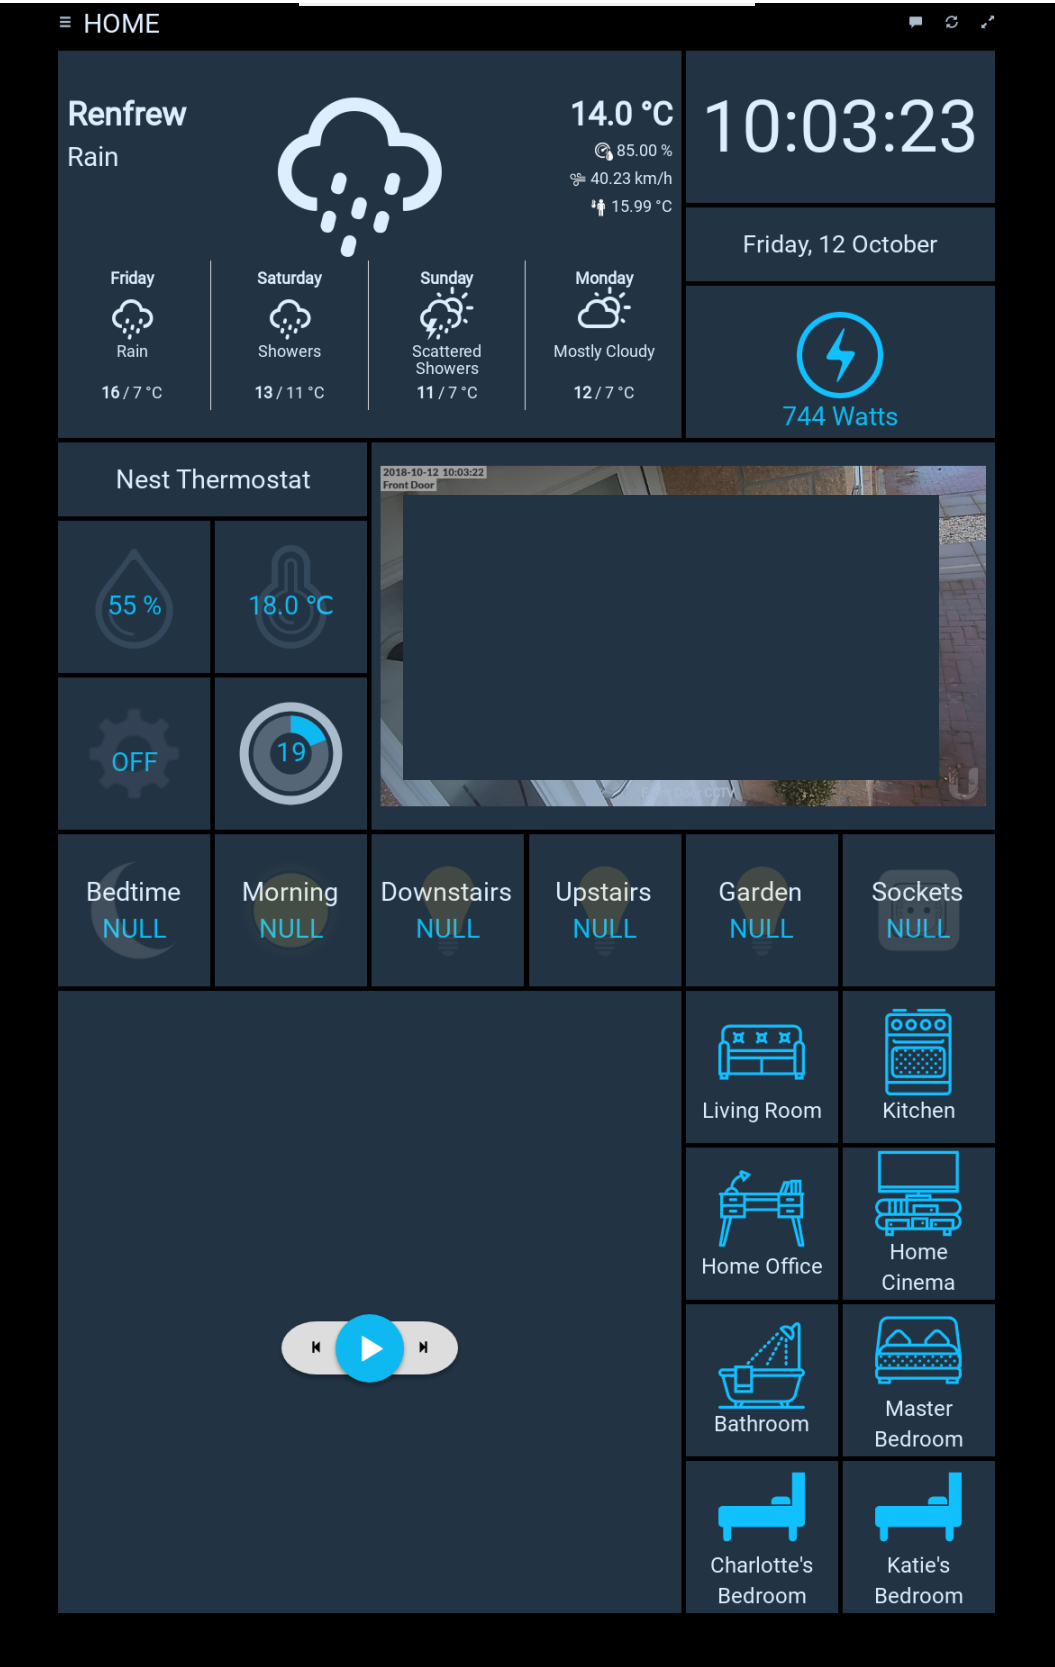 HOME
Renfrew
Rain
14.0 °C
85.00 %
40.23 km/h
15.99 °C
10:03:23
Friday, 12 October
Friday
Rain
16 / 7 °C
Saturday
Showers
13 / 11 °C
Sunday
Scattered
Showers
11 / 7 °C
Monday
Mostly Cloudy
12 / 7 °C
744 Watts
Nest Thermostat
2018-10-12 10:03:22
Front Door
55 %
18.0 °C
OFF
19
CCTV
Bedtime
NULL
Morning
NULL
Downstairs
NULL
Upstairs
NULL
Garden
NULL
Sockets
NULL
Living Room
Kitchen
Home Office
Home
Cinema
Bathroom
Master
Bedroom
Charlotte's
Bedroom
Katie's
Bedroom